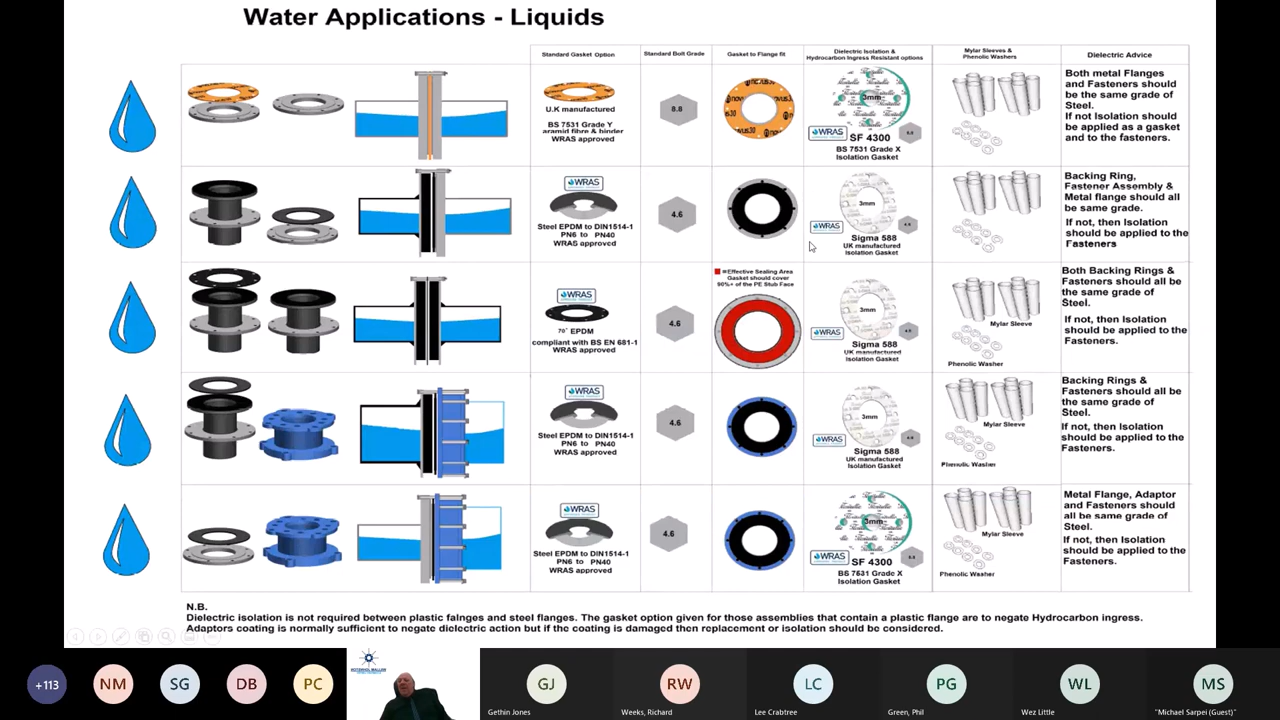 Water Applications - Liquids
Standard Gasket Option
Standard Bolt Grade
Gasket to Flange fit
Dielectric Isolation &
Hydrocarbon Ingress Resistant options
Mylar Sleeves &
Phenolic Washers
Dielectric Advice
U.K manufactured
BS 7531 Grade Y
aramid fibre & binder
WRAS approved
8.8
3mm
WRAS
SF 4300
BS 7531 Grade X
Isolation Gasket
Both metal Flanges
and Fasteners should
be the same grade of
Steel.
If not Isolation should
be applied as a gasket
and to the fasteners.
WRAS
Steel EPDM to DIN1514-1
PN6 to PN40
WRAS approved
4.6
3mm
WRAS
Sigma 588
UK manufactured
Isolation Gasket
Backing Ring,
Fastener Assembly &
Metal flange should all
be the same grade.
If not, then Isolation
should be applied to the
Fasteners
WRAS
70° EPDM
compliant with BS EN 681-1
WRAS approved
4.6
=Effective Sealing Area
Gasket should cover
90%+ of the PE Stub Face
3mm
WRAS
Sigma 588
UK manufactured
Isolation Gasket
Mylar Sleeve
Phenolic Washer
Both Backing Rings &
Fasteners should all be
the same grade of
Steel.
If not, then Isolation
should be applied to the
Fasteners.
WRAS
Steel EPDM to DIN1514-1
PN6 to PN40
WRAS approved
4.6
3mm
WRAS
Sigma 588
UK manufactured
Isolation Gasket
Mylar Sleeve
Phenolic Washer
Backing Rings &
Fasteners should all be
the same grade of
Steel.
If not, then Isolation
should be applied to the
Fasteners.
WRAS
Steel EPDM to DIN1514-1
PN6 to PN40
WRAS approved
4.6
3mm
WRAS
SF 4300
BS 7531 Grade X
Isolation Gasket
Mylar Sleeve
Phenolic Washer
Metal Flange, Adaptor
and Fasteners should
all be same grade of
Steel.
If not, then Isolation
should be applied to the
Fasteners.
N.B.
Dielectric isolation is not required between plastic falnges and steel flanges. The gasket option given for those assemblies that contain a plastic flange are to negate Hydrocarbon ingress.
Adaptors coating is normally sufficient to negate dielectric action but if the coating is damaged then replacement or isolation should be considered.
+113
NM
SG
DB
PC
GJ
RW
LC
PG
WL
MS
Gethin Jones
Weeks, Richard
Lee Crabtree
Green, Phil
Wez Little
"Michael Sarpei (Guest)"